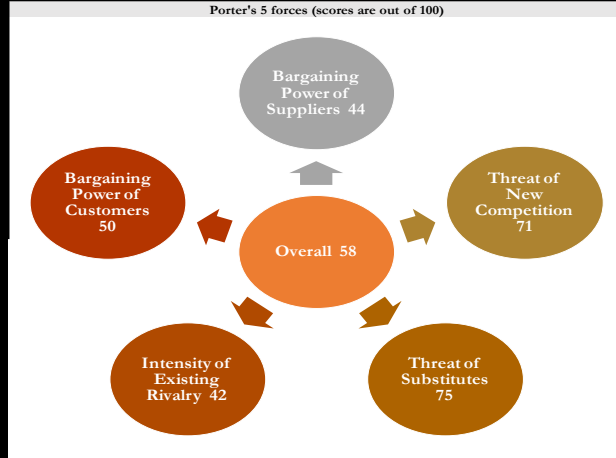 Porter's 5 forces (scores are out of 100)
Bargaining
Power of
Suppliers 44
Bargaining
Power of
Customers
50
Threat of
New
Competition
71
Overall 58
Intensity of
Existing
Rivalry 42
Threat of
Substitutes
75